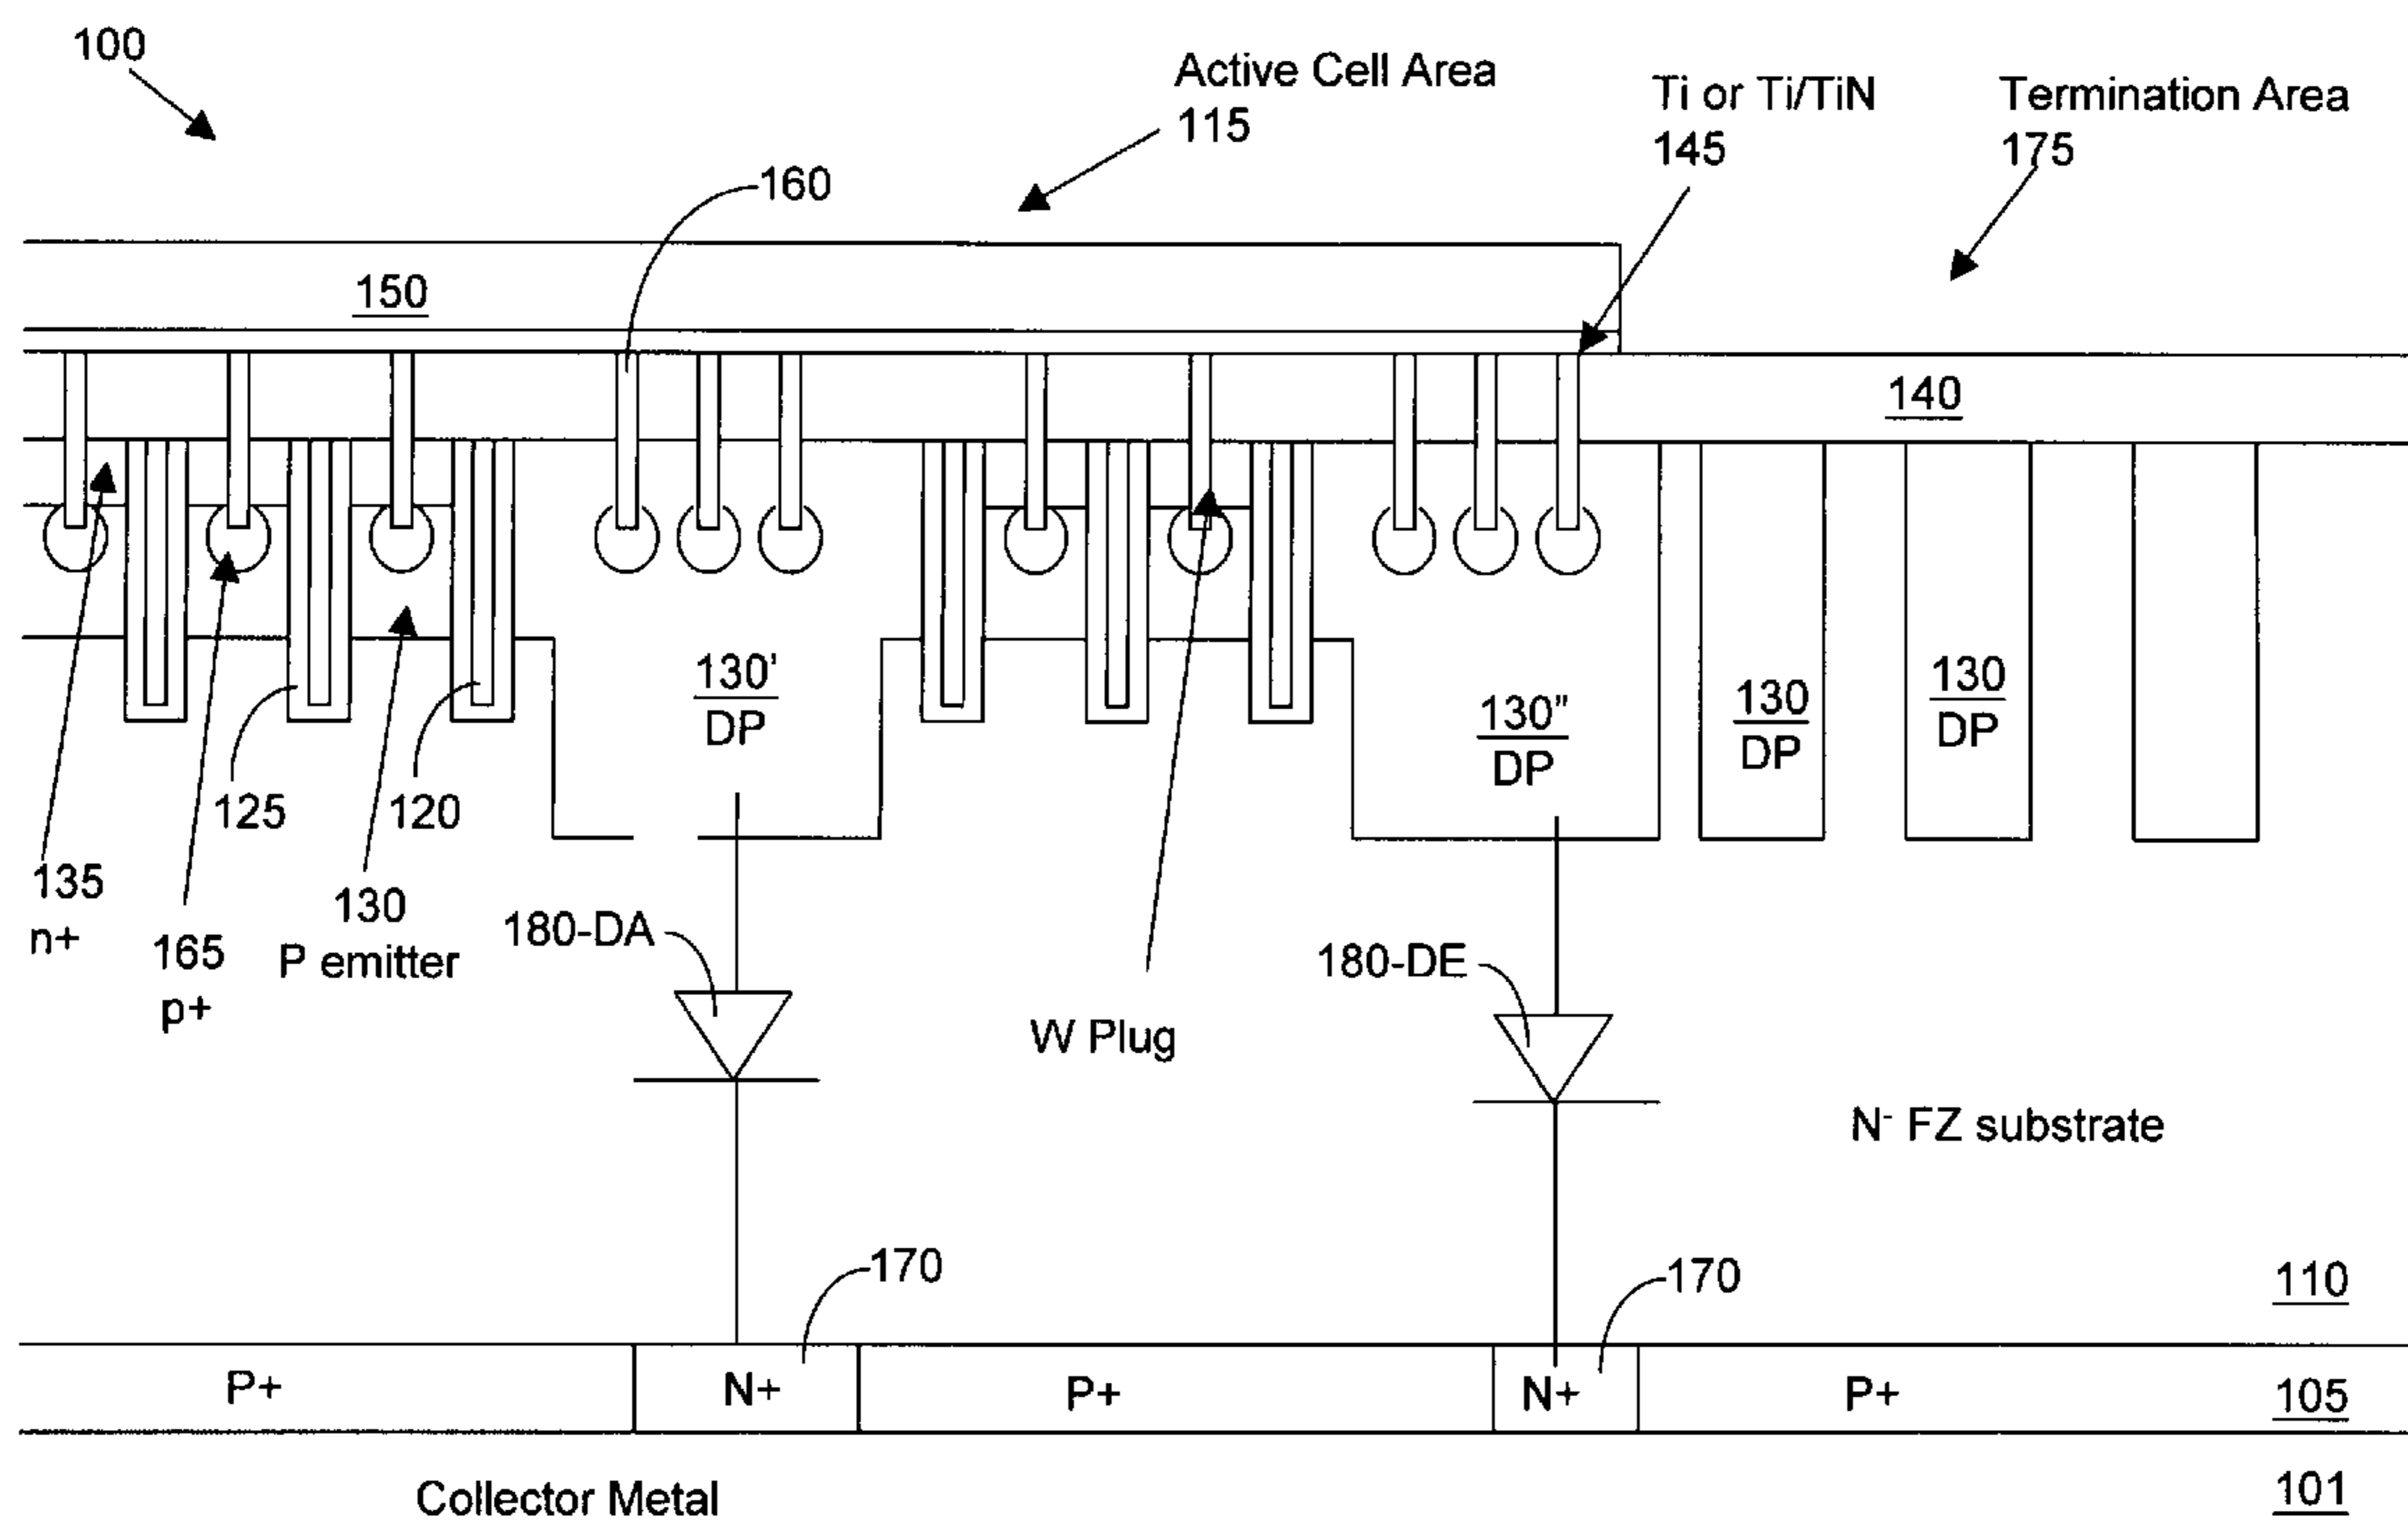 100
Active Cell Area
115
Ti or Ti/TiN
145
Termination Area
175
160
150
140
130'
DP
130"
DP
130
DP
130
DP
125
120
135
n+
165
p+
130
P emitter
180-DA
180-DE
W Plug
N- FZ substrate
170
170
110
P+
N+
P+
N+
P+
105
Collector Metal
101